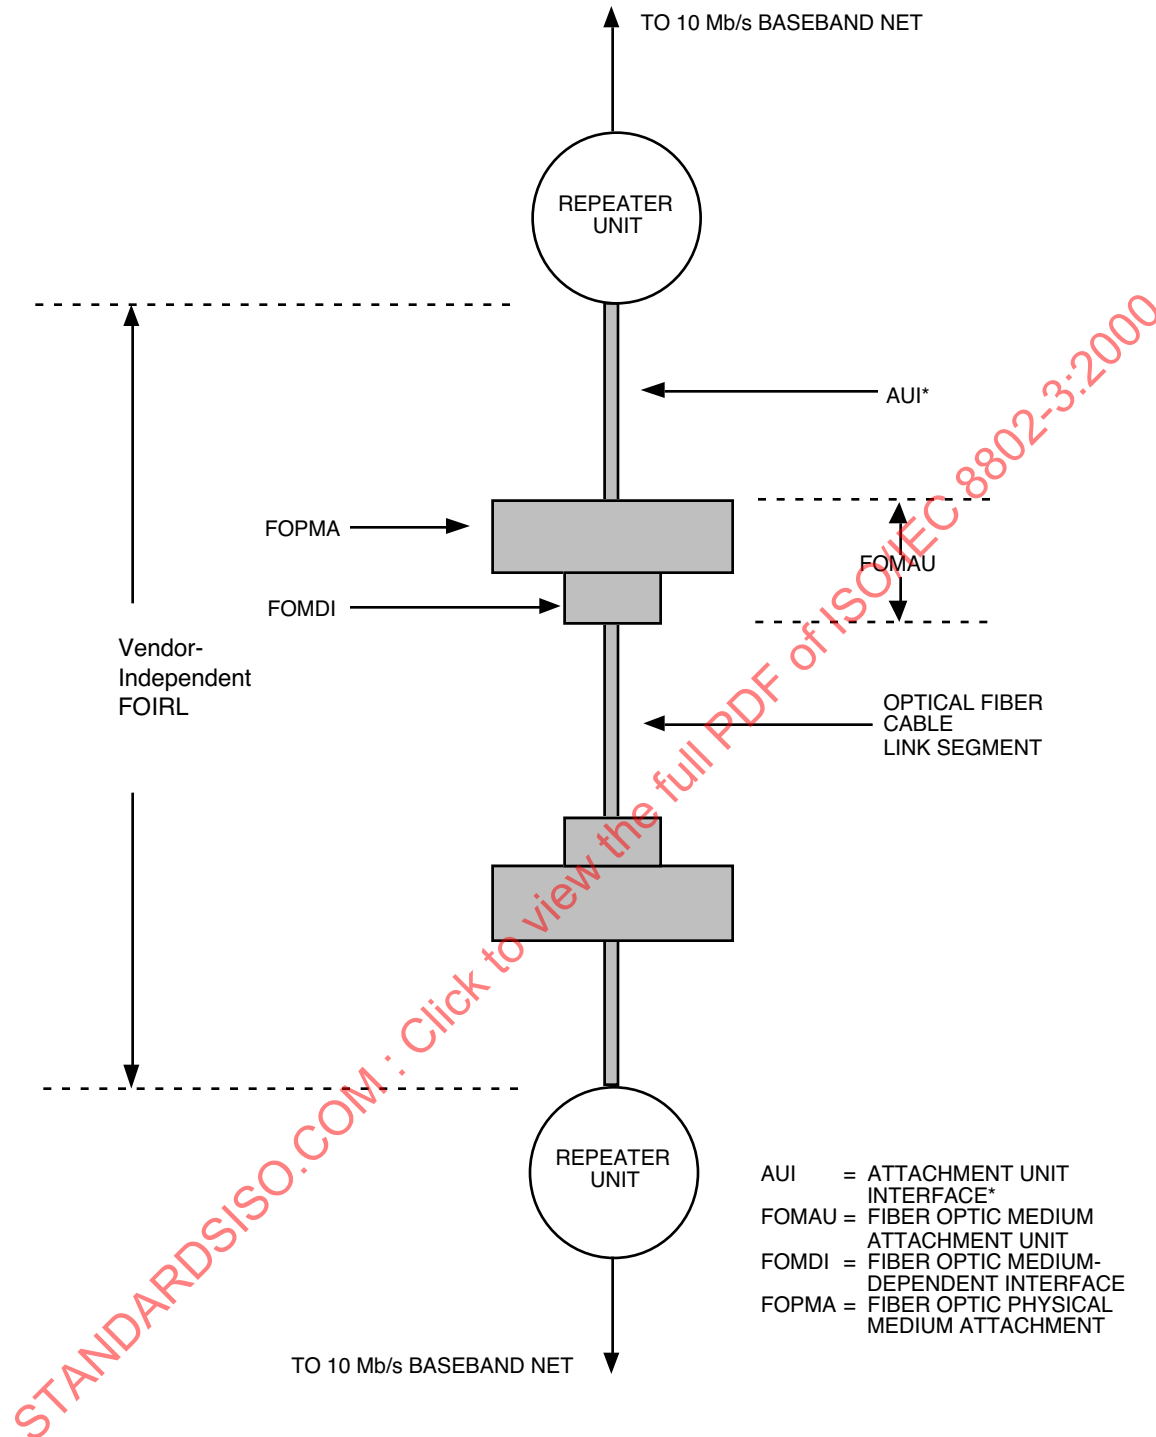 TO 10 Mb/s BASEBAND NET
REPEATER
UNIT
AUI*
FOPMA
FOMAU
FOMDI
Vendor-
Independent
FOIRL
OPTICAL FIBER
CABLE
LINK SEGMENT
REPEATER
UNIT
AUI = ATTACHMENT UNIT
INTERFACE*
FOMAU = FIBER OPTIC MEDIUM
ATTACHMENT UNIT
FOMDI = FIBER OPTIC MEDIUM-
DEPENDENT INTERFACE
FOPMA = FIBER OPTIC PHYSICAL
MEDIUM ATTACHMENT
TO 10 Mb/s BASEBAND NET
STANDARDSISO.COM : Click to view the full PDF of ISO/IEC 8802-3:2000